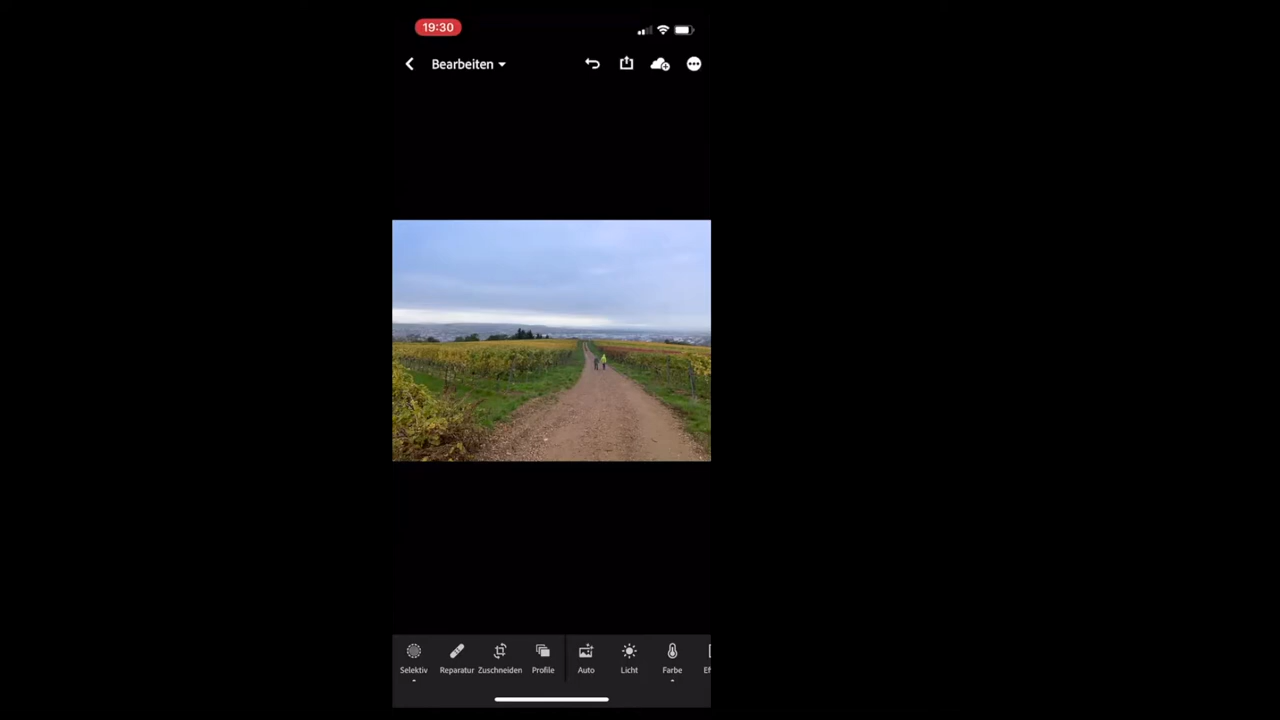 19:30
Bearbeiten
Selektiv Reparatur Zuschneiden Profile Auto Licht Farbe